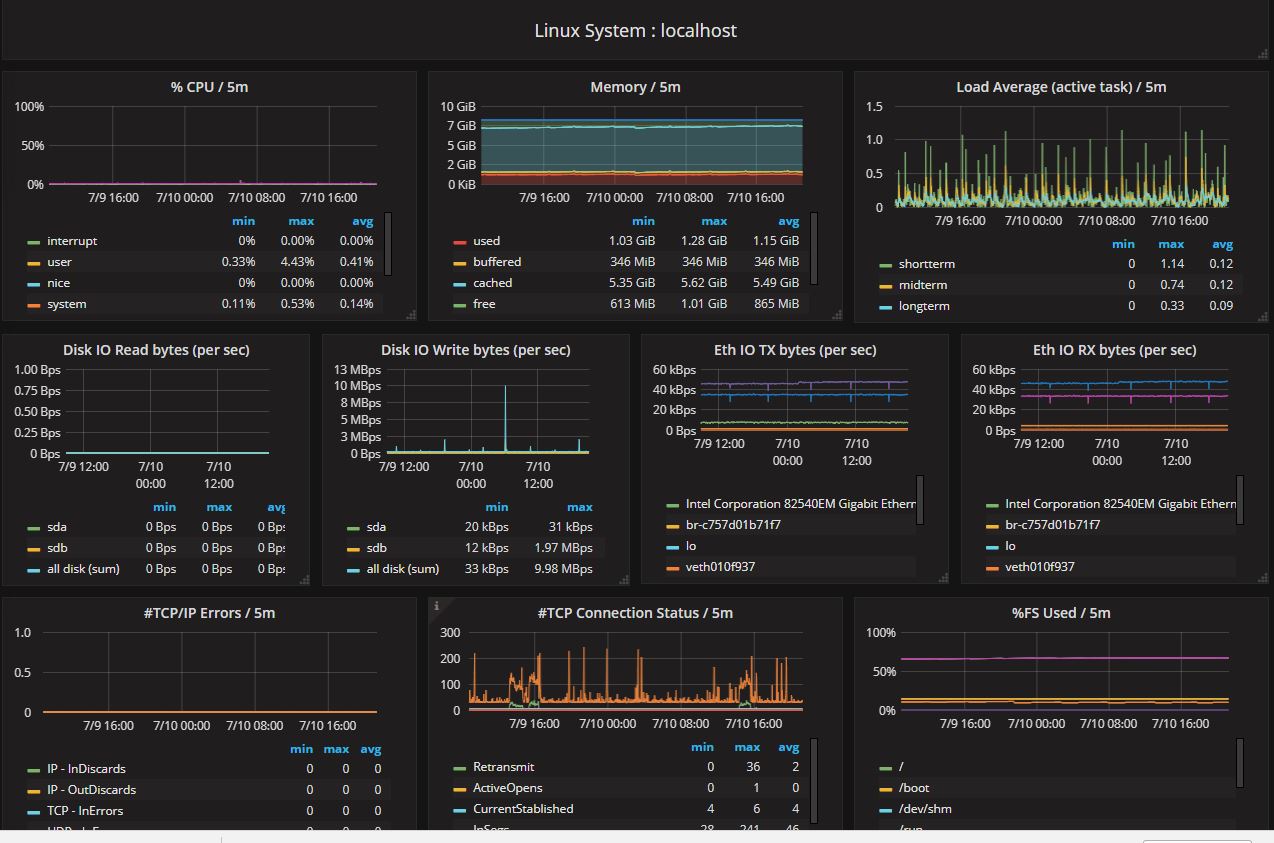 Linux System : localhost
% CPU / 5m
100%
50%
0%
7/9 16:00 7/10 00:00 7/10 08:00 7/10 16:00
min max avg
interrupt 0% 0.00% 0.00%
user 0.33% 4.43% 0.41%
nice 0% 0.00% 0.00%
system 0.11% 0.53% 0.14%
Memory / 5m
10 GiB
7 GiB
5 GiB
2 GiB
0 KiB
7/9 16:00 7/10 00:00 7/10 08:00 7/10 16:00
min max avg
used 1.03 GiB 1.28 GiB 1.15 GiB
buffered 346 MiB 346 MiB 346 MiB
cached 5.35 GiB 5.62 GiB 5.49 GiB
free 613 MiB 1.01 GiB 865 MiB
Load Average (active task) / 5m
1.5
1.0
0.5
0
7/9 16:00 7/10 00:00 7/10 08:00 7/10 16:00
min max avg
shortterm 0 1.14 0.12
midterm 0 0.74 0.12
longterm 0 0.33 0.09
Disk IO Read bytes (per sec)
1.00 Bps
0.75 Bps
0.50 Bps
0.25 Bps
0 Bps
7/9 12:00 7/10 7/10
00:00 12:00
min max avg
sda 0 Bps 0 Bps 0 Bps
sdb 0 Bps 0 Bps 0 Bps
all disk (sum) 0 Bps 0 Bps 0 Bps
Disk IO Write bytes (per sec)
13 MBps
10 MBps
8 MBps
5 MBps
3 MBps
0 Bps
7/9 12:00 7/10 7/10
00:00 12:00
min max
sda 20 kBps 31 kBps
sdb 12 kBps 1.97 MBps
all disk (sum) 33 kBps 9.98 MBps
Eth IO TX bytes (per sec)
60 kBps
40 kBps
20 kBps
0 Bps
7/9 12:00 7/10 7/10
00:00 12:00
Intel Corporation 82540EM Gigabit Ethern
br-c757d01b71f7
lo
veth010f937
Eth IO RX bytes (per sec)
60 kBps
40 kBps
20 kBps
0 Bps
7/9 12:00 7/10 7/10
00:00 12:00
Intel Corporation 82540EM Gigabit Ethern
br-c757d01b71f7
lo
veth010f937
#TCP/IP Errors / 5m
1.0
0.5
0
7/9 16:00 7/10 00:00 7/10 08:00 7/10 16:00
min max avg
IP - InDiscards 0 0 0
IP - OutDiscards 0 0 0
TCP - InErrors 0 0 0
i
#TCP Connection Status / 5m
300
200
100
0
7/9 16:00 7/10 00:00 7/10 08:00 7/10 16:00
min max avg
Retransmit 0 36 2
ActiveOpens 0 1 0
CurrentStablished 4 6 4
InSegs 28 241 46
%FS Used / 5m
100%
50%
0%
7/9 16:00 7/10 00:00 7/10 08:00 7/10 16:00
/
/boot
/dev/shm
/run